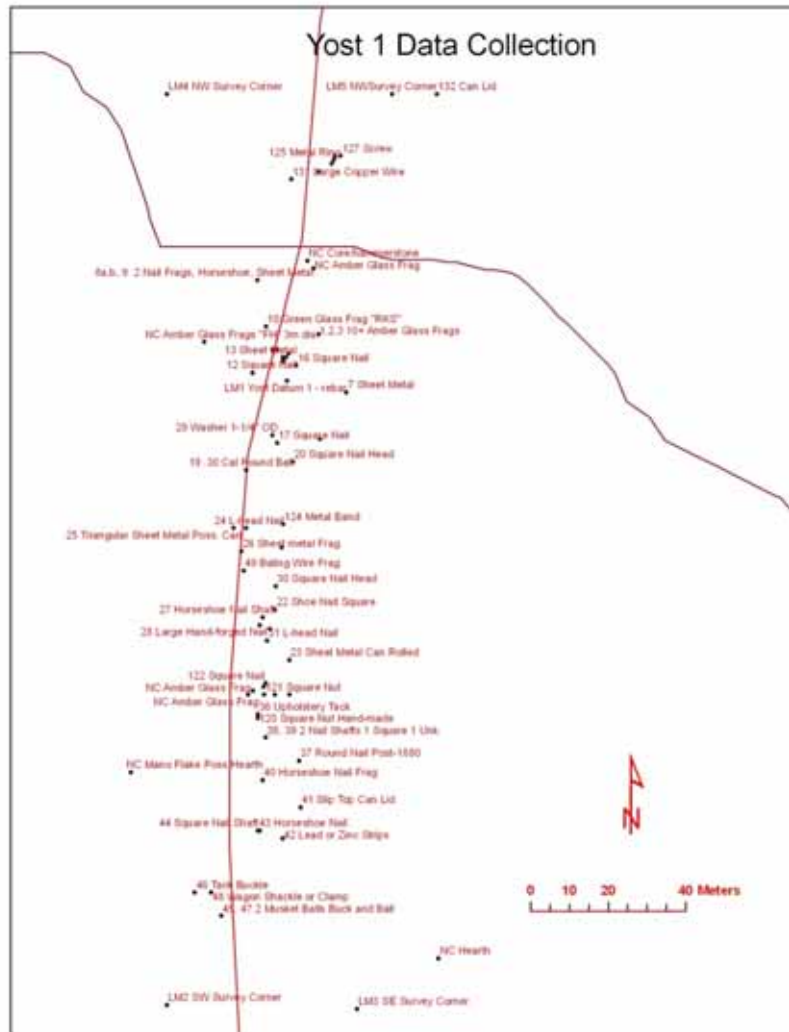 Yost 1 Data Collection
LM4 NW Survey Corner
LM5 NWSurvey Corner
132 Can Lid
125 Metal Ring
127 Screw
Large Copper Wire
NC Core/Hammerstone
NC Amber Glass Frag
6a,b, 9 2 Nail Frags, Horseshoe, Sheet Metal
10 Green Glass Frag "RKS"
NC Amber Glass Frags "FH" 3m dia
1,2,3 10+ Amber Glass Frags
13 Sheet Metal
16 Square Nail
12 Square Nail
LM1 Yost Datum 1 - rebar
7 Sheet Metal
29 Washer 1-1/4" OD
17 Square Nail
20 Square Nail Head
19 .30 Cal Round Ball
24 L-head Nail
124 Metal Band
25 Triangular Sheet Metal Poss. Can
26 Sheet metal Frag
49 Baling Wire Frag
30 Square Nail Head
22 Shoe Nail Square
27 Horseshoe Nail Shaft
28 Large Hand-forged Nail
31 L-head Nail
23 Sheet Metal Can Rolled
122 Square Nail
NC Amber Glass Frag
121 Square Nut
NC Amber Glass Frag
36 Upholstery Tack
120 Square Nut Hand-made
38, 39 2 Nail Shafts 1 Square 1 Unk
37 Round Nail Post-1880
NC Mano Flake Poss Hearth
40 Horseshoe Nail Frag
41 Slip Top Can Lid
44 Square Nail Shaft
43 Horseshoe Nail
42 Lead or Zinc Strips
N
46 Tack Buckle
48 Wagon Shackle or Clamp
45, 47 2 Musket Balls Buck and Ball
0 10 20 40 Meters
NC Hearth
LM2 SW Survey Corner
LM3 SE Survey Corner